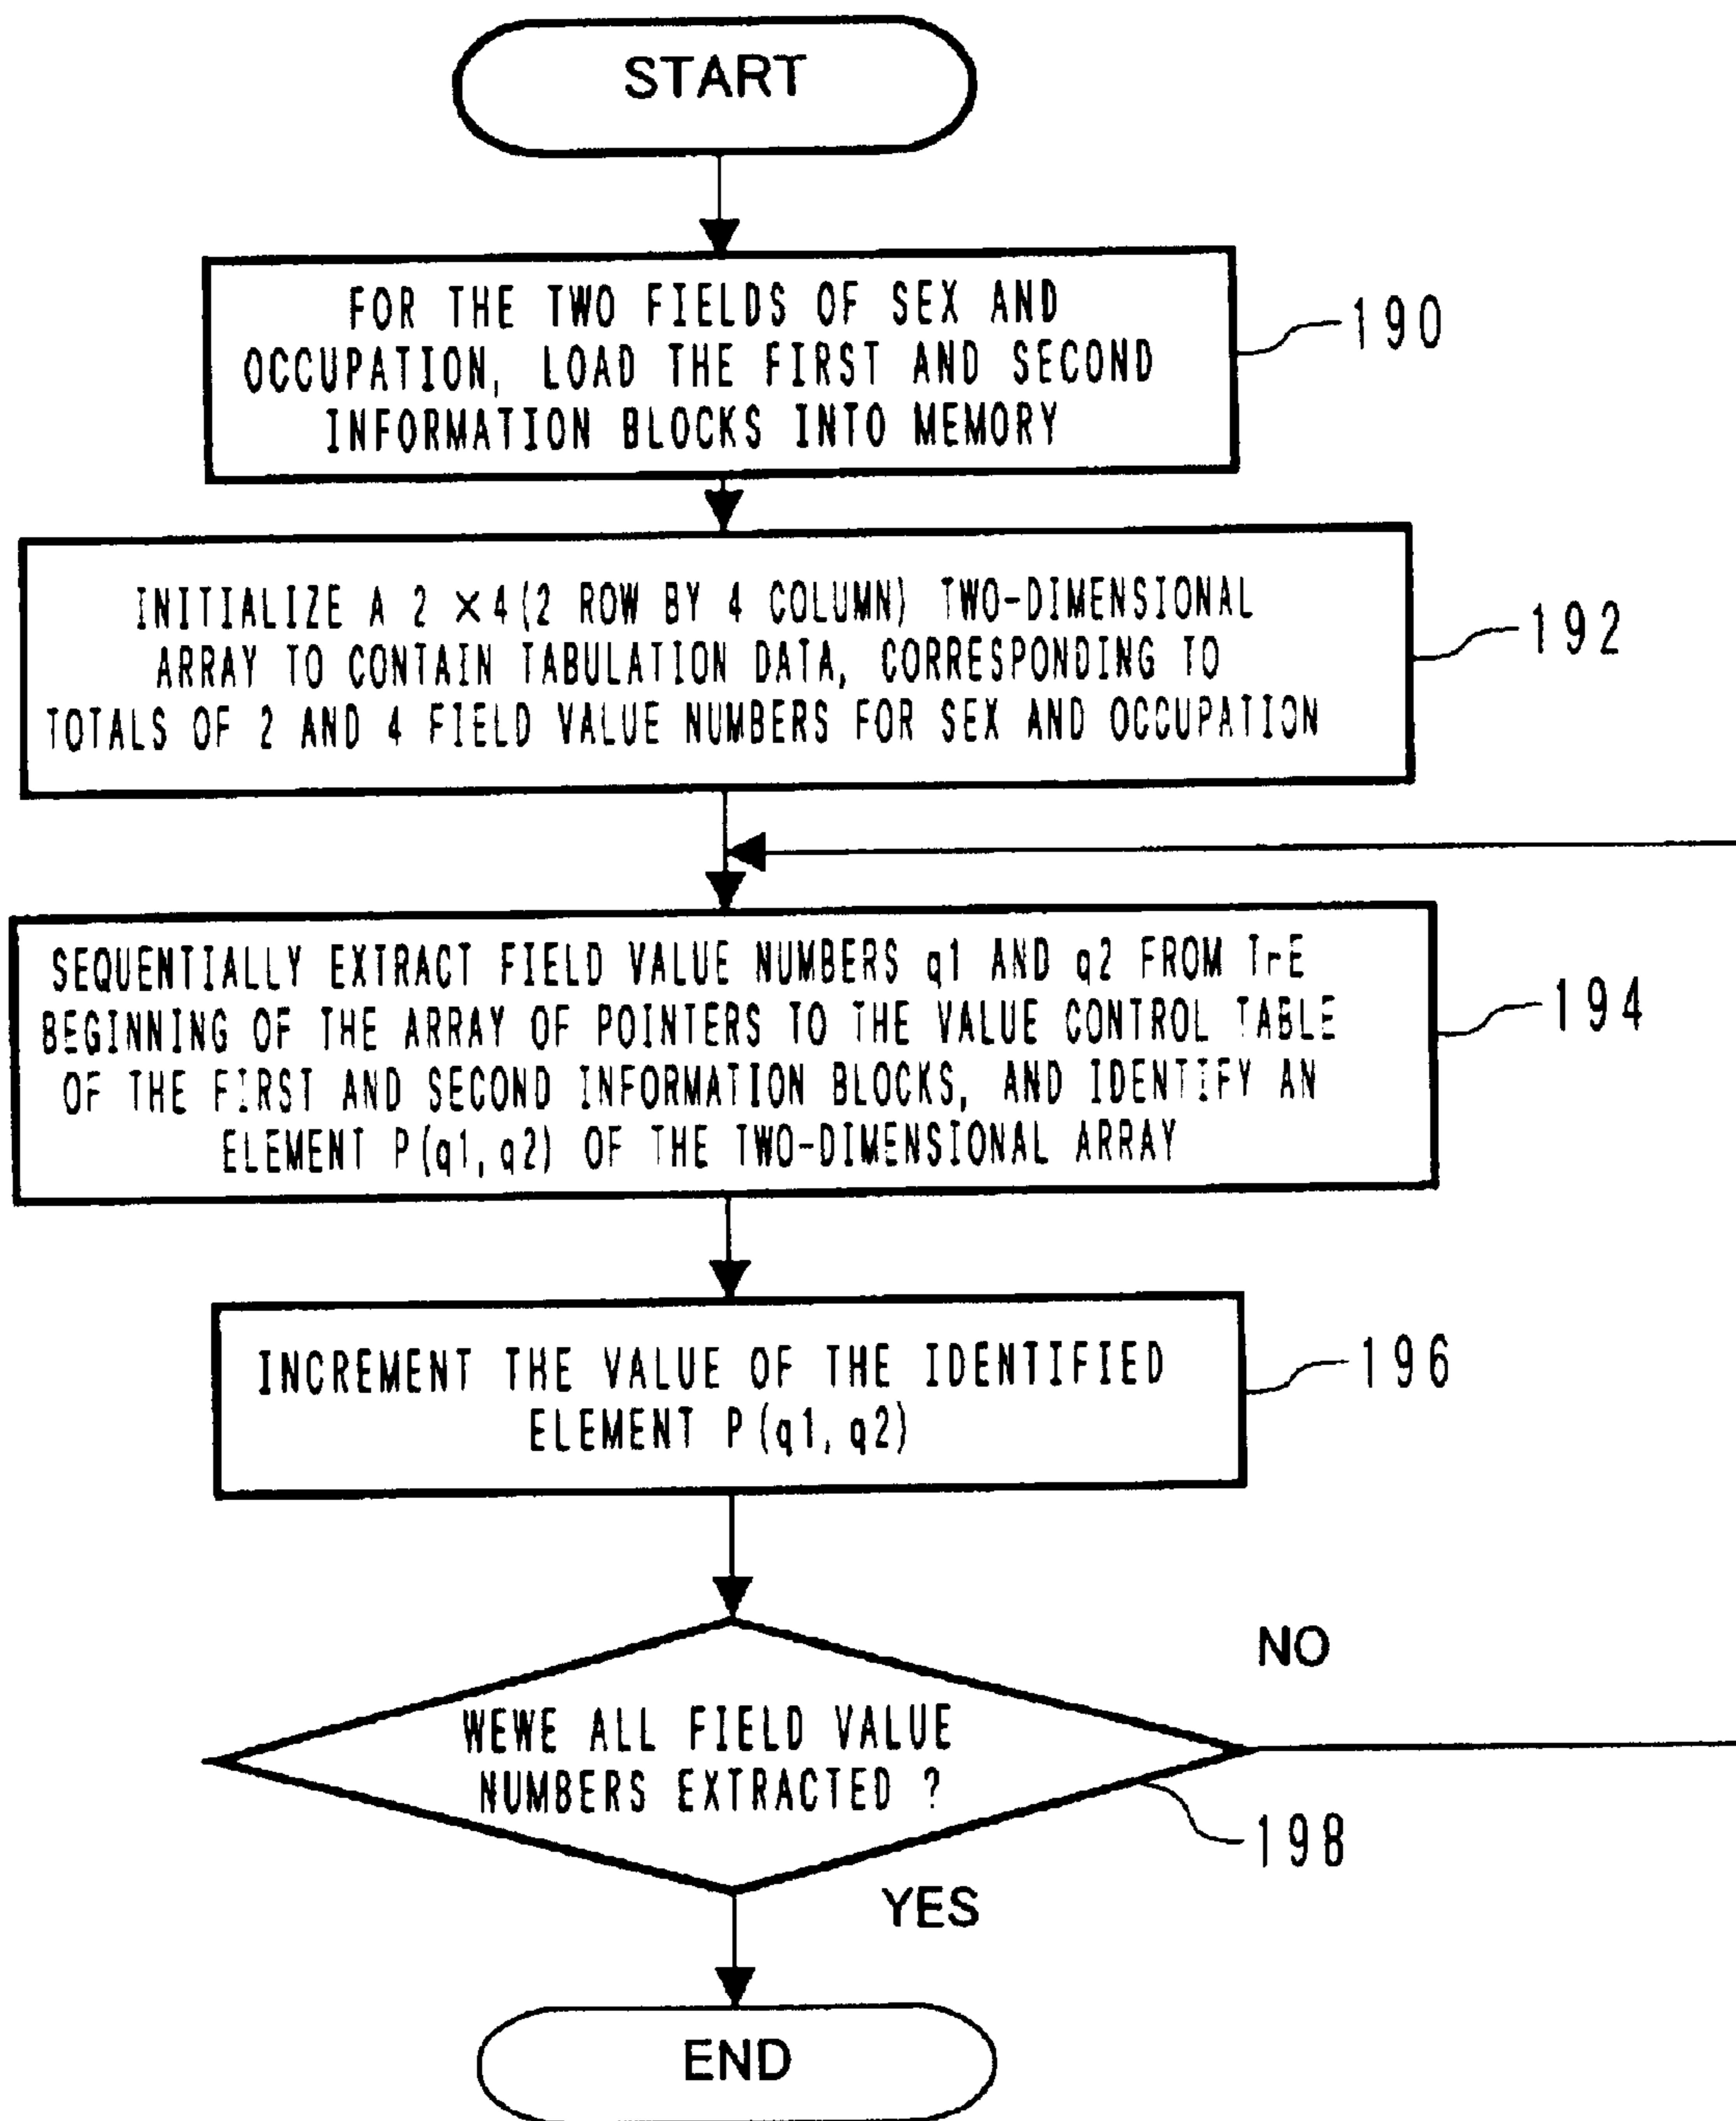 START
FOR THE TWO FIELDS OF SEX AND
OCCUPATION, LOAD THE FIRST AND SECOND
INFORMATION BLOCKS INTO MEMORY
190
INITIALIZE A 2 ×4(2 ROW BY 4 COLUMN) TWO-DIMENSIONAL
ARRAY TO CONTAIN TABULATION DATA, CORRESPONDING TO
TOTALS OF 2 AND 4 FIELD VALUE NUMBERS FOR SEX AND OCCUPATION
192
SEQUENTIALLY EXTRACT FIELD VALUE NUMBERS q1 AND q2 FROM THE
BEGINNING OF THE ARRAY OF POINTERS TO THE VALUE CONTROL TABLE
OF THE FIRST AND SECOND INFORMATION BLOCKS, AND IDENTIFY AN
ELEMENT P(q1,q2) OF THE TWO-DIMENSIONAL ARRAY
194
INCREMENT THE VALUE OF THE IDENTIFIED
ELEMENT P(q1,q2)
196
NO
WEWE ALL FIELD VALUE
NUMBERS EXTRACTED ?
198
YES
END